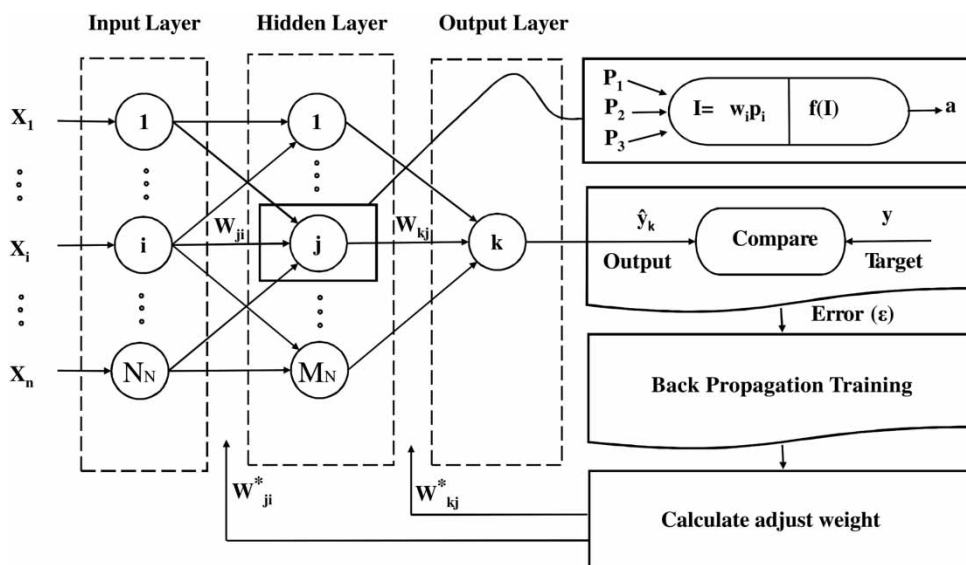 Input Layer
Hidden Layer
Output Layer
X1
1
1
P1
P2
P3
I= wipi
f(I)
a
Xi
i
Wji
j
Wkj
k
ŷk
Output
Compare
y
Target
Error (ε)
Xn
NN
MN
Back Propagation Training
W*ji
W*kj
Calculate adjust weight